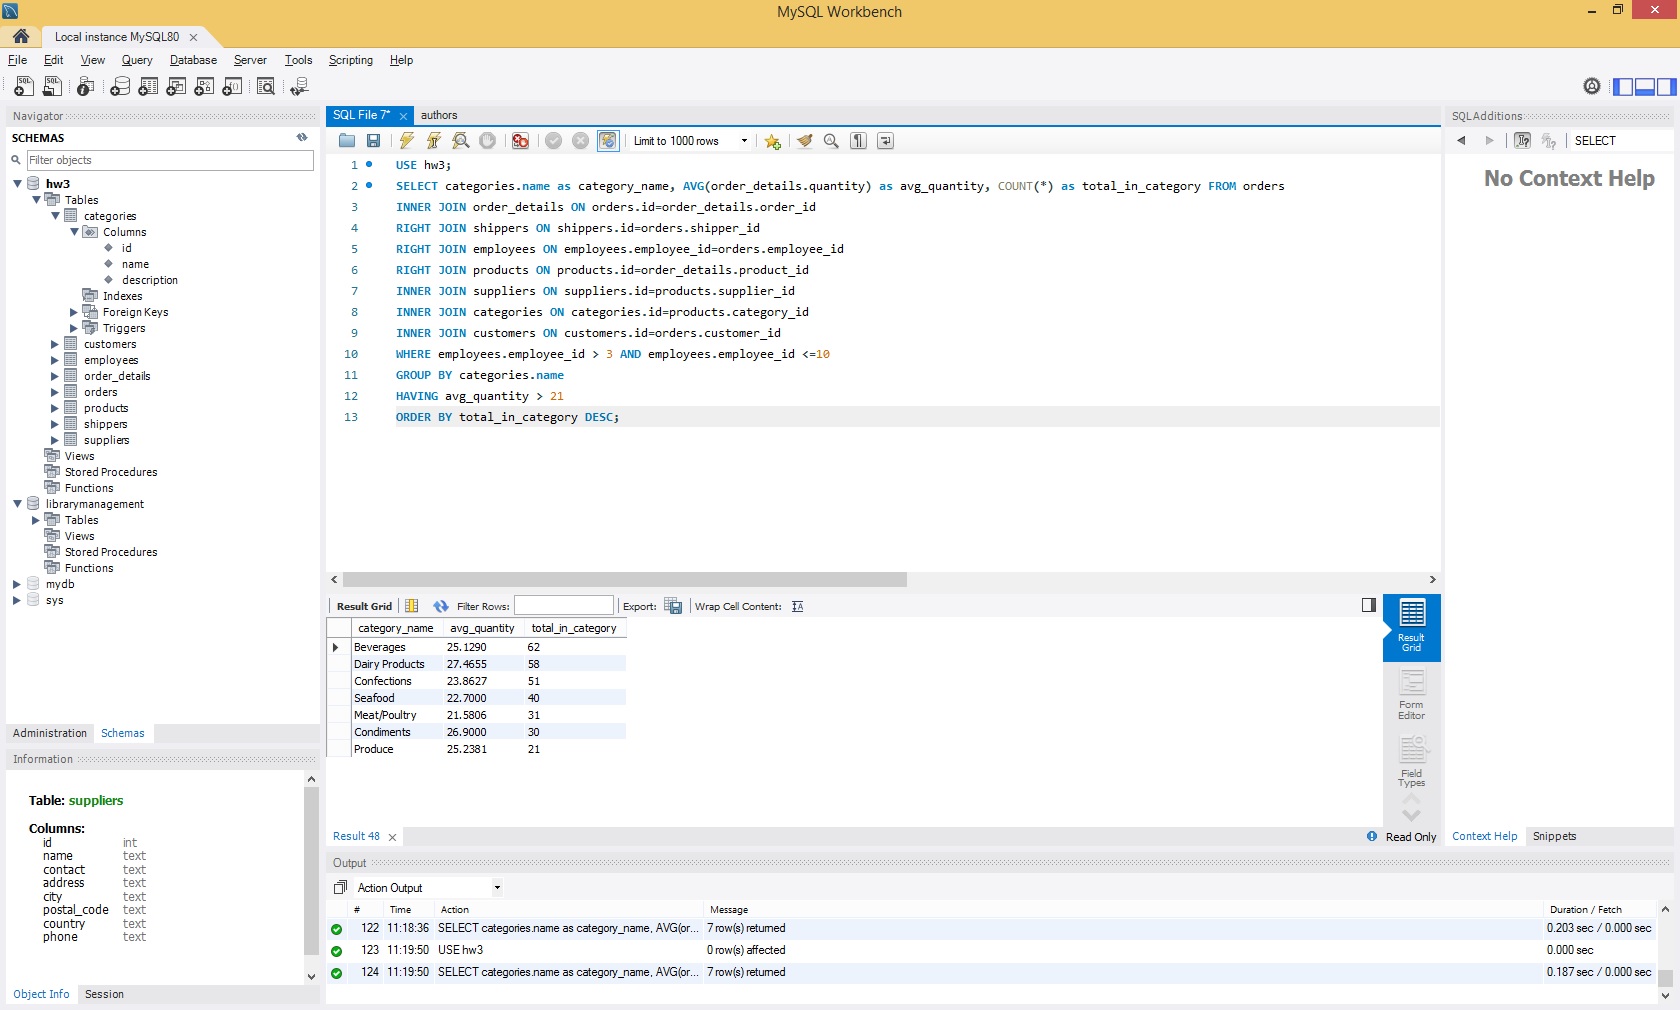 MySQL Workbench
Local instance MySQL80
File Edit View Query Database Server Tools Scripting Help
Navigator
SCHEMAS
Filter objects
hw3
Tables
categories
Columns
id
name
description
Indexes
Foreign Keys
Triggers
customers
employees
order_details
orders
products
shippers
suppliers
Views
Stored Procedures
Functions
librarymanagement
Tables
Views
Stored Procedures
Functions
mydb
sys
Administration Schemas
Information
Table: suppliers
Columns:
id int
name text
contact text
address text
city text
postal_code text
country text
phone text
Object Info Session
SQL File 7* authors
Limit to 1000 rows
1 USE hw3;
2 SELECT categories.name as category_name, AVG(order_details.quantity) as avg_quantity, COUNT(*) as total_in_category FROM orders
3 INNER JOIN order_details ON orders.id=order_details.order_id
4 RIGHT JOIN shippers ON shippers.id=orders.shipper_id
5 RIGHT JOIN employees ON employees.employee_id=orders.employee_id
6 RIGHT JOIN products ON products.id=order_details.product_id
7 INNER JOIN suppliers ON suppliers.id=products.supplier_id
8 INNER JOIN categories ON categories.id=products.category_id
9 INNER JOIN customers ON customers.id=orders.customer_id
10 WHERE employees.employee_id > 3 AND employees.employee_id <=10
11 GROUP BY categories.name
12 HAVING avg_quantity > 21
13 ORDER BY total_in_category DESC;
Result Grid Filter Rows: Export: Wrap Cell Content:
category_name avg_quantity total_in_category
Beverages 25.1290 62
Dairy Products 27.4655 58
Confections 23.8627 51
Seafood 22.7000 40
Meat/Poultry 21.5806 31
Condiments 26.9000 30
Produce 25.2381 21
Result Grid
Form Editor
Field Types
Result 48 Read Only
Output
Action Output
# Time Action Message Duration / Fetch
122 11:18:36 SELECT categories.name as category_name, AVG(or... 7 row(s) returned 0.203 sec / 0.000 sec
123 11:19:50 USE hw3 0 row(s) affected 0.000 sec
124 11:19:50 SELECT categories.name as category_name, AVG(or... 7 row(s) returned 0.187 sec / 0.000 sec
SQLAdditions
SELECT
No Context Help
Context Help Snippets